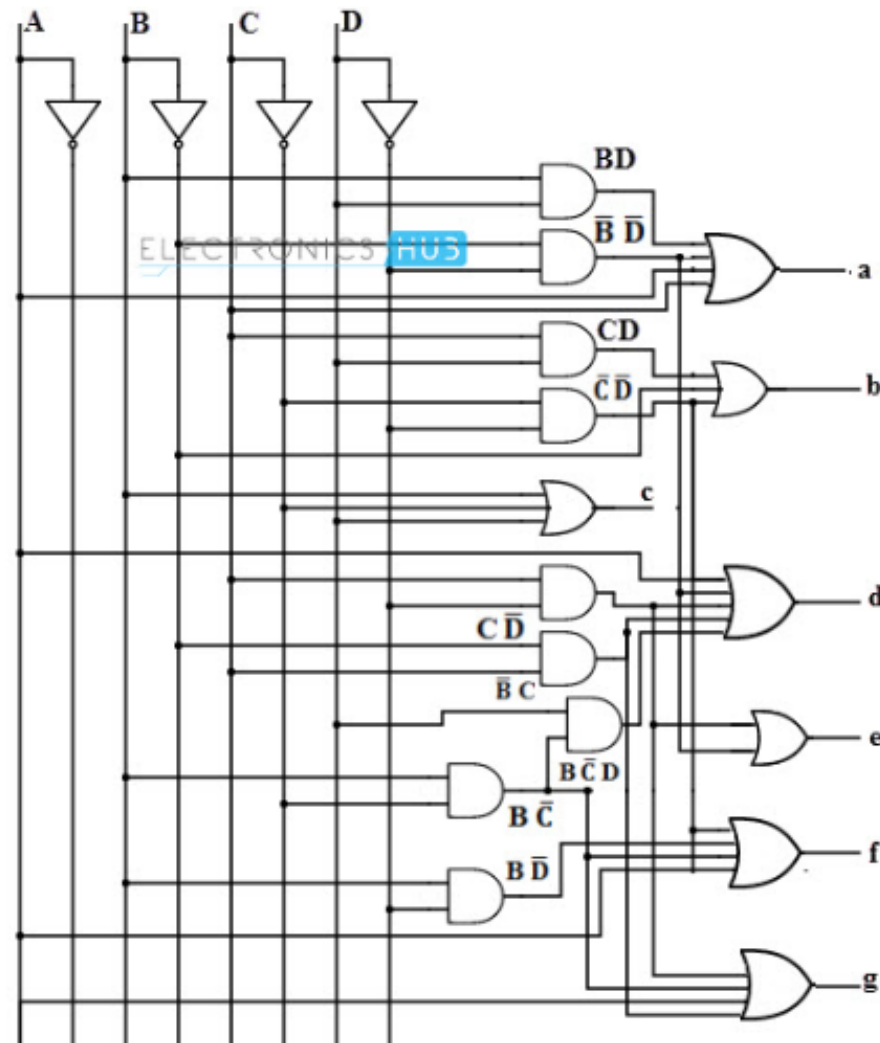 A B C D
BD
ELECTRONICS HUB
B̅ D̅
a
CD
b
C̅ D̅
c
d
C D̅
B̅ C
e
B C̅ D
B C̅
f
B D̅
g